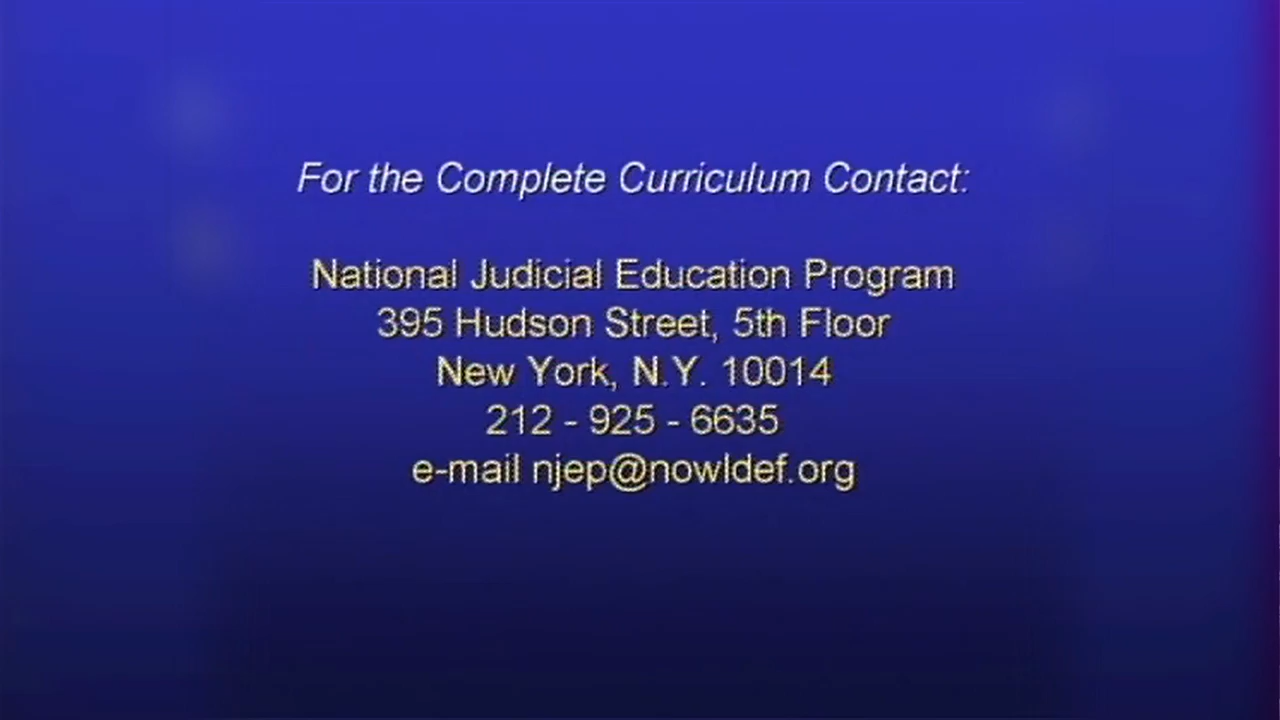 For the Complete Curriculum Contact:
National Judicial Education Program
395 Hudson Street, 5th Floor
New York, N.Y. 10014
212 - 925 - 6635
e-mail njep@nowldef.org